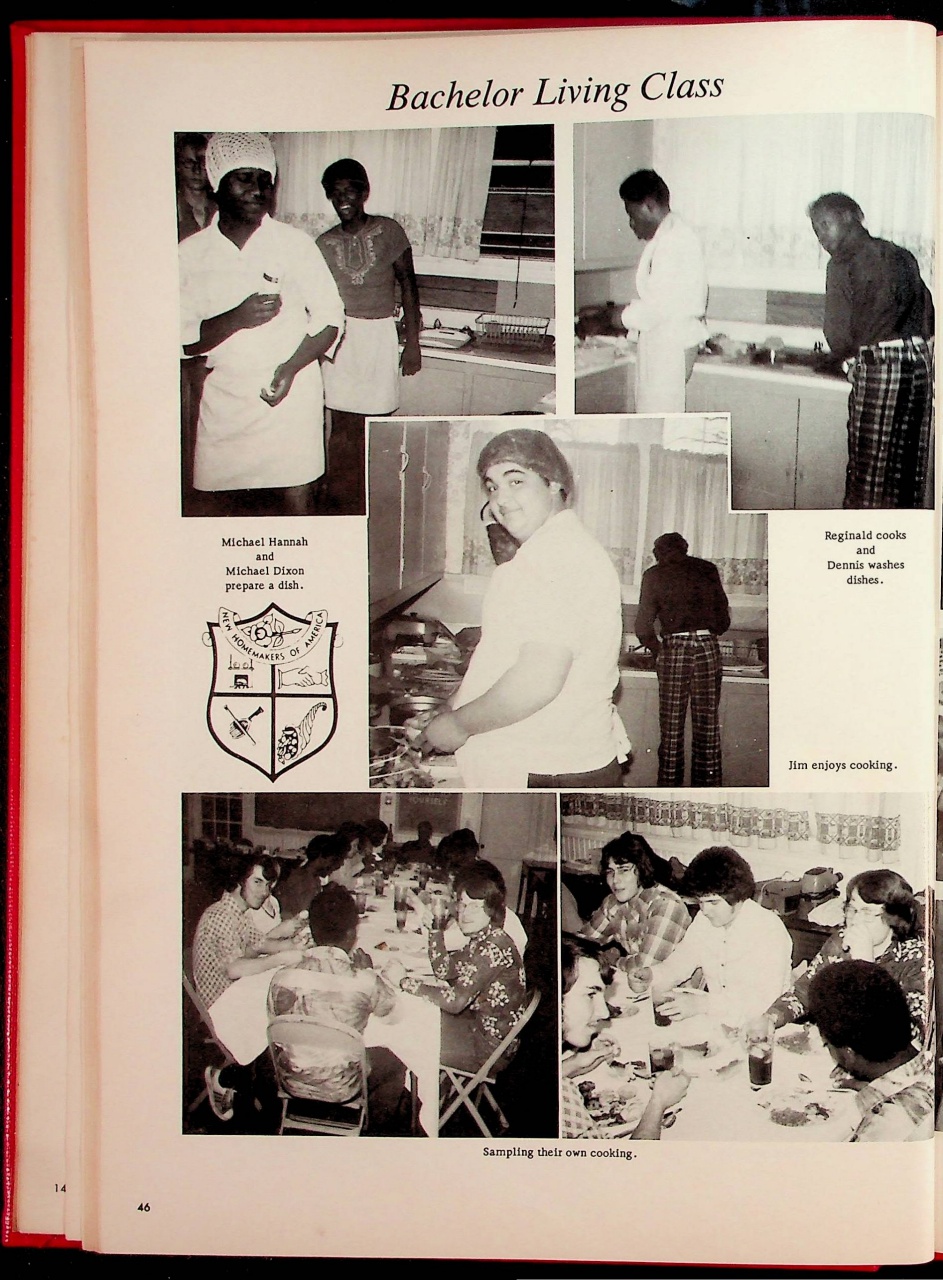 Bachelor Living Class
Michael Hannah
and
Michael Dixon
prepare a dish.
Reginald cooks
and
Dennis washes
dishes.
NEW HOMEMAKERS OF AMERICA
Jim enjoys cooking.
YOURSELF
Sampling their own cooking.
14
46